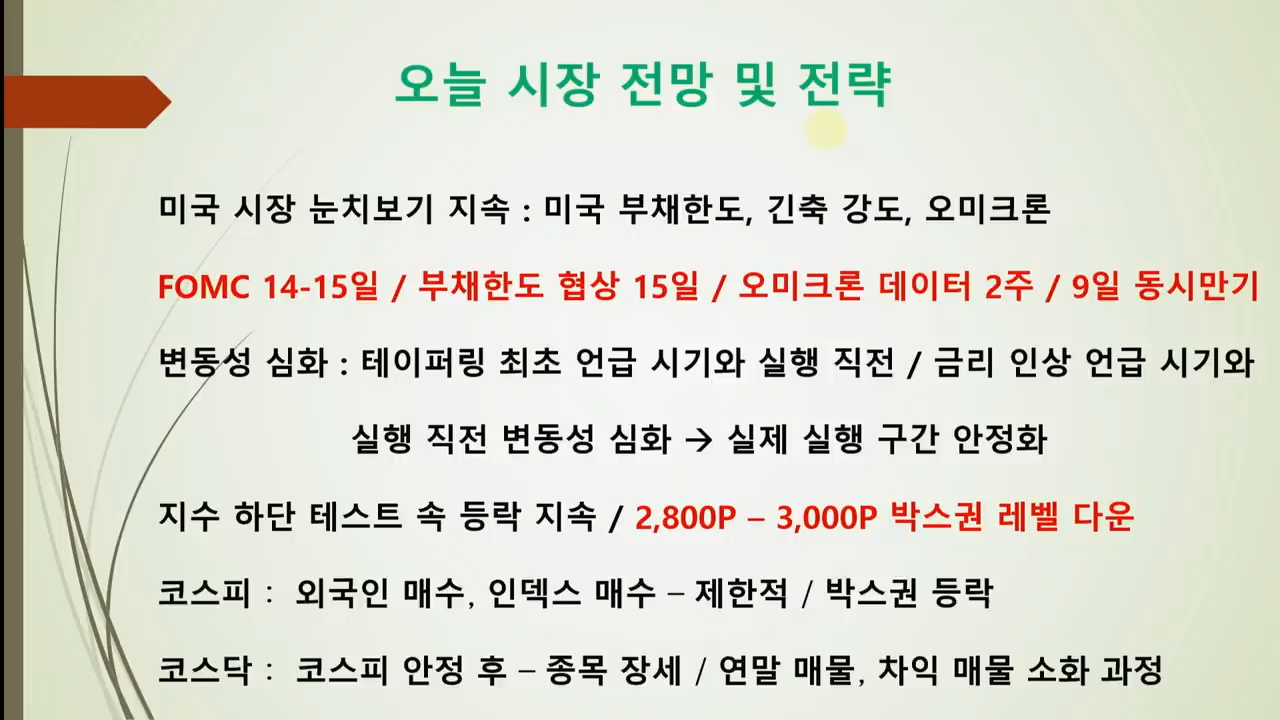 오늘 시장 전망 및 전략
미국 시장 눈치보기 지속 : 미국 부채한도, 긴축 강도, 오미크론
FOMC 14-15일 / 부채한도 협상 15일 / 오미크론 데이터 2주 / 9일 동시만기
변동성 심화 : 테이퍼링 최초 언급 시기와 실행 직전 / 금리 인상 언급 시기와
실행 직전 변동성 심화 → 실제 실행 구간 안정화
지수 하단 테스트 속 등락 지속 / 2,800P – 3,000P 박스권 레벨 다운
코스피 : 외국인 매수, 인덱스 매수 – 제한적 / 박스권 등락
코스닥 : 코스피 안정 후 – 종목 장세 / 연말 매물, 차익 매물 소화 과정